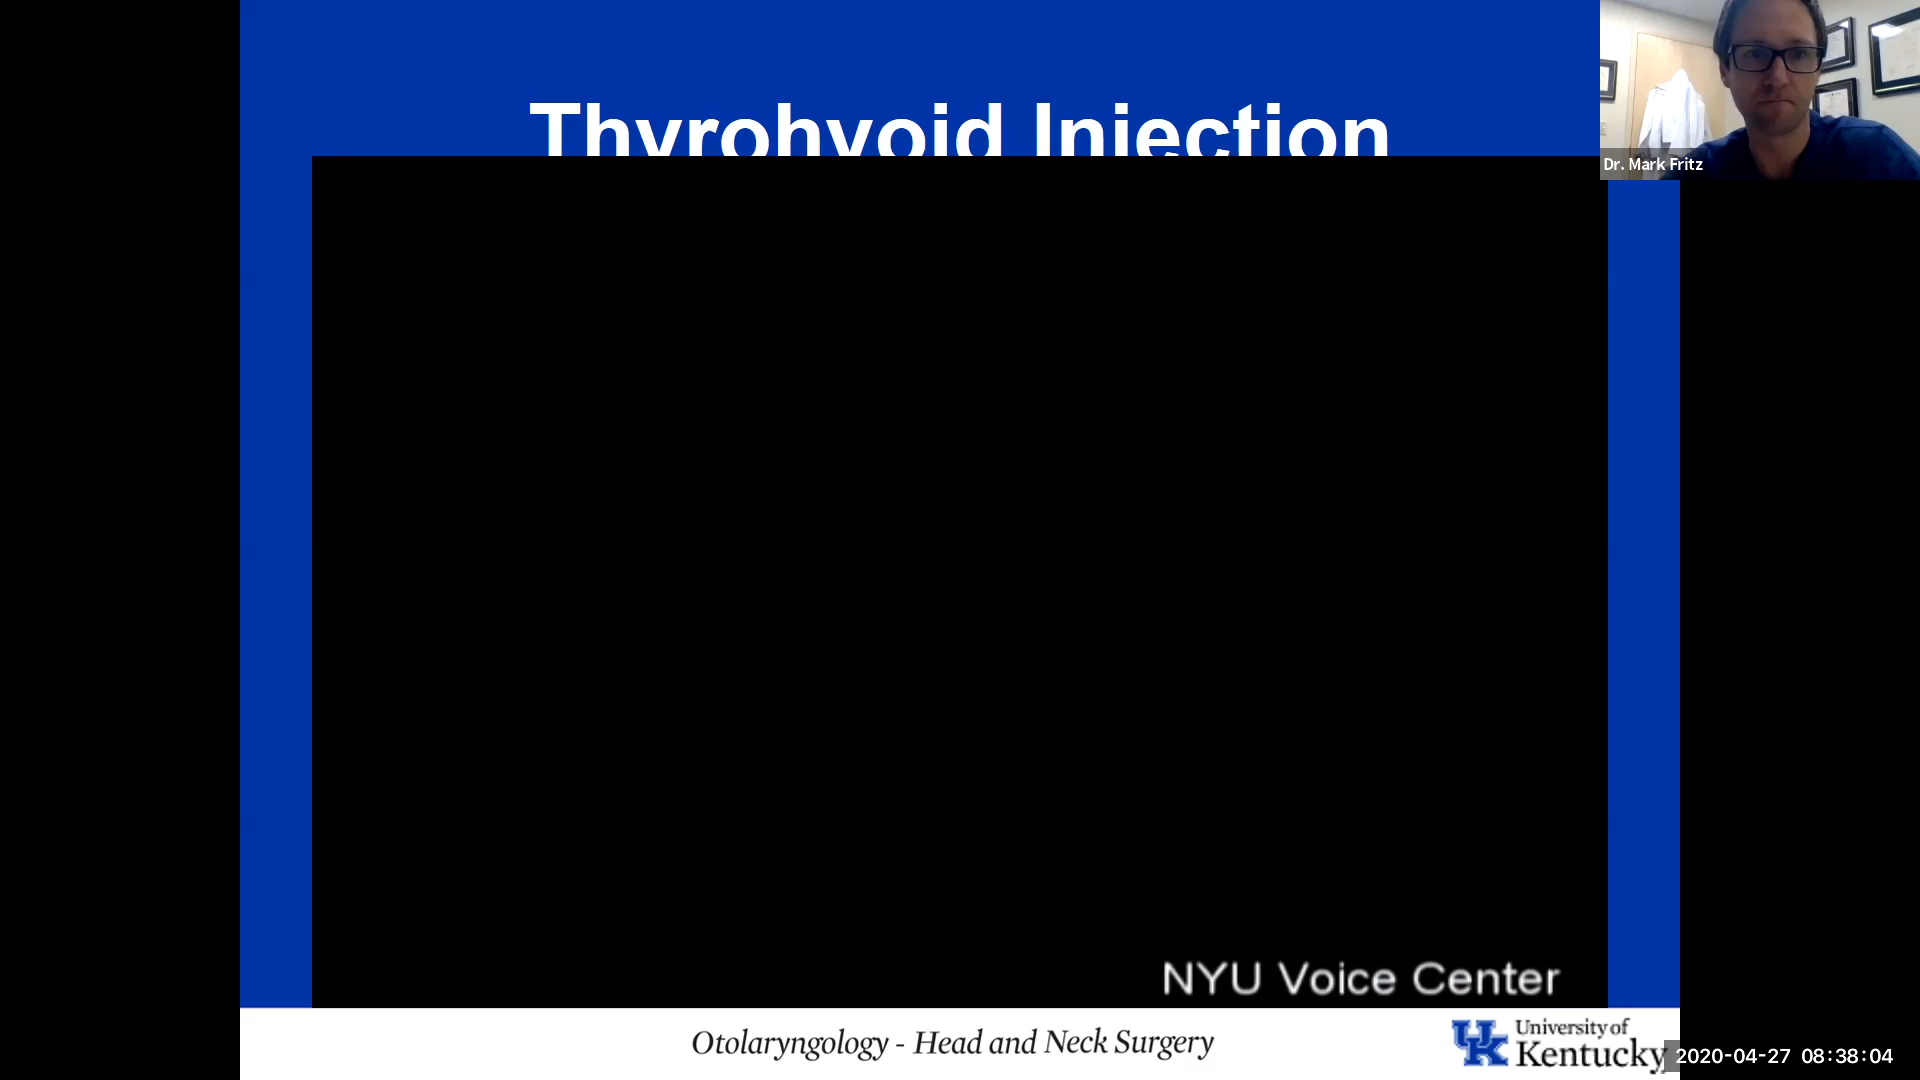 Thyrohyoid Injection
Dr. Mark Fritz
NYU Voice Center
Otolaryngology - Head and Neck Surgery
UK
University of
Kentucky
2020-04-27 08:38:04